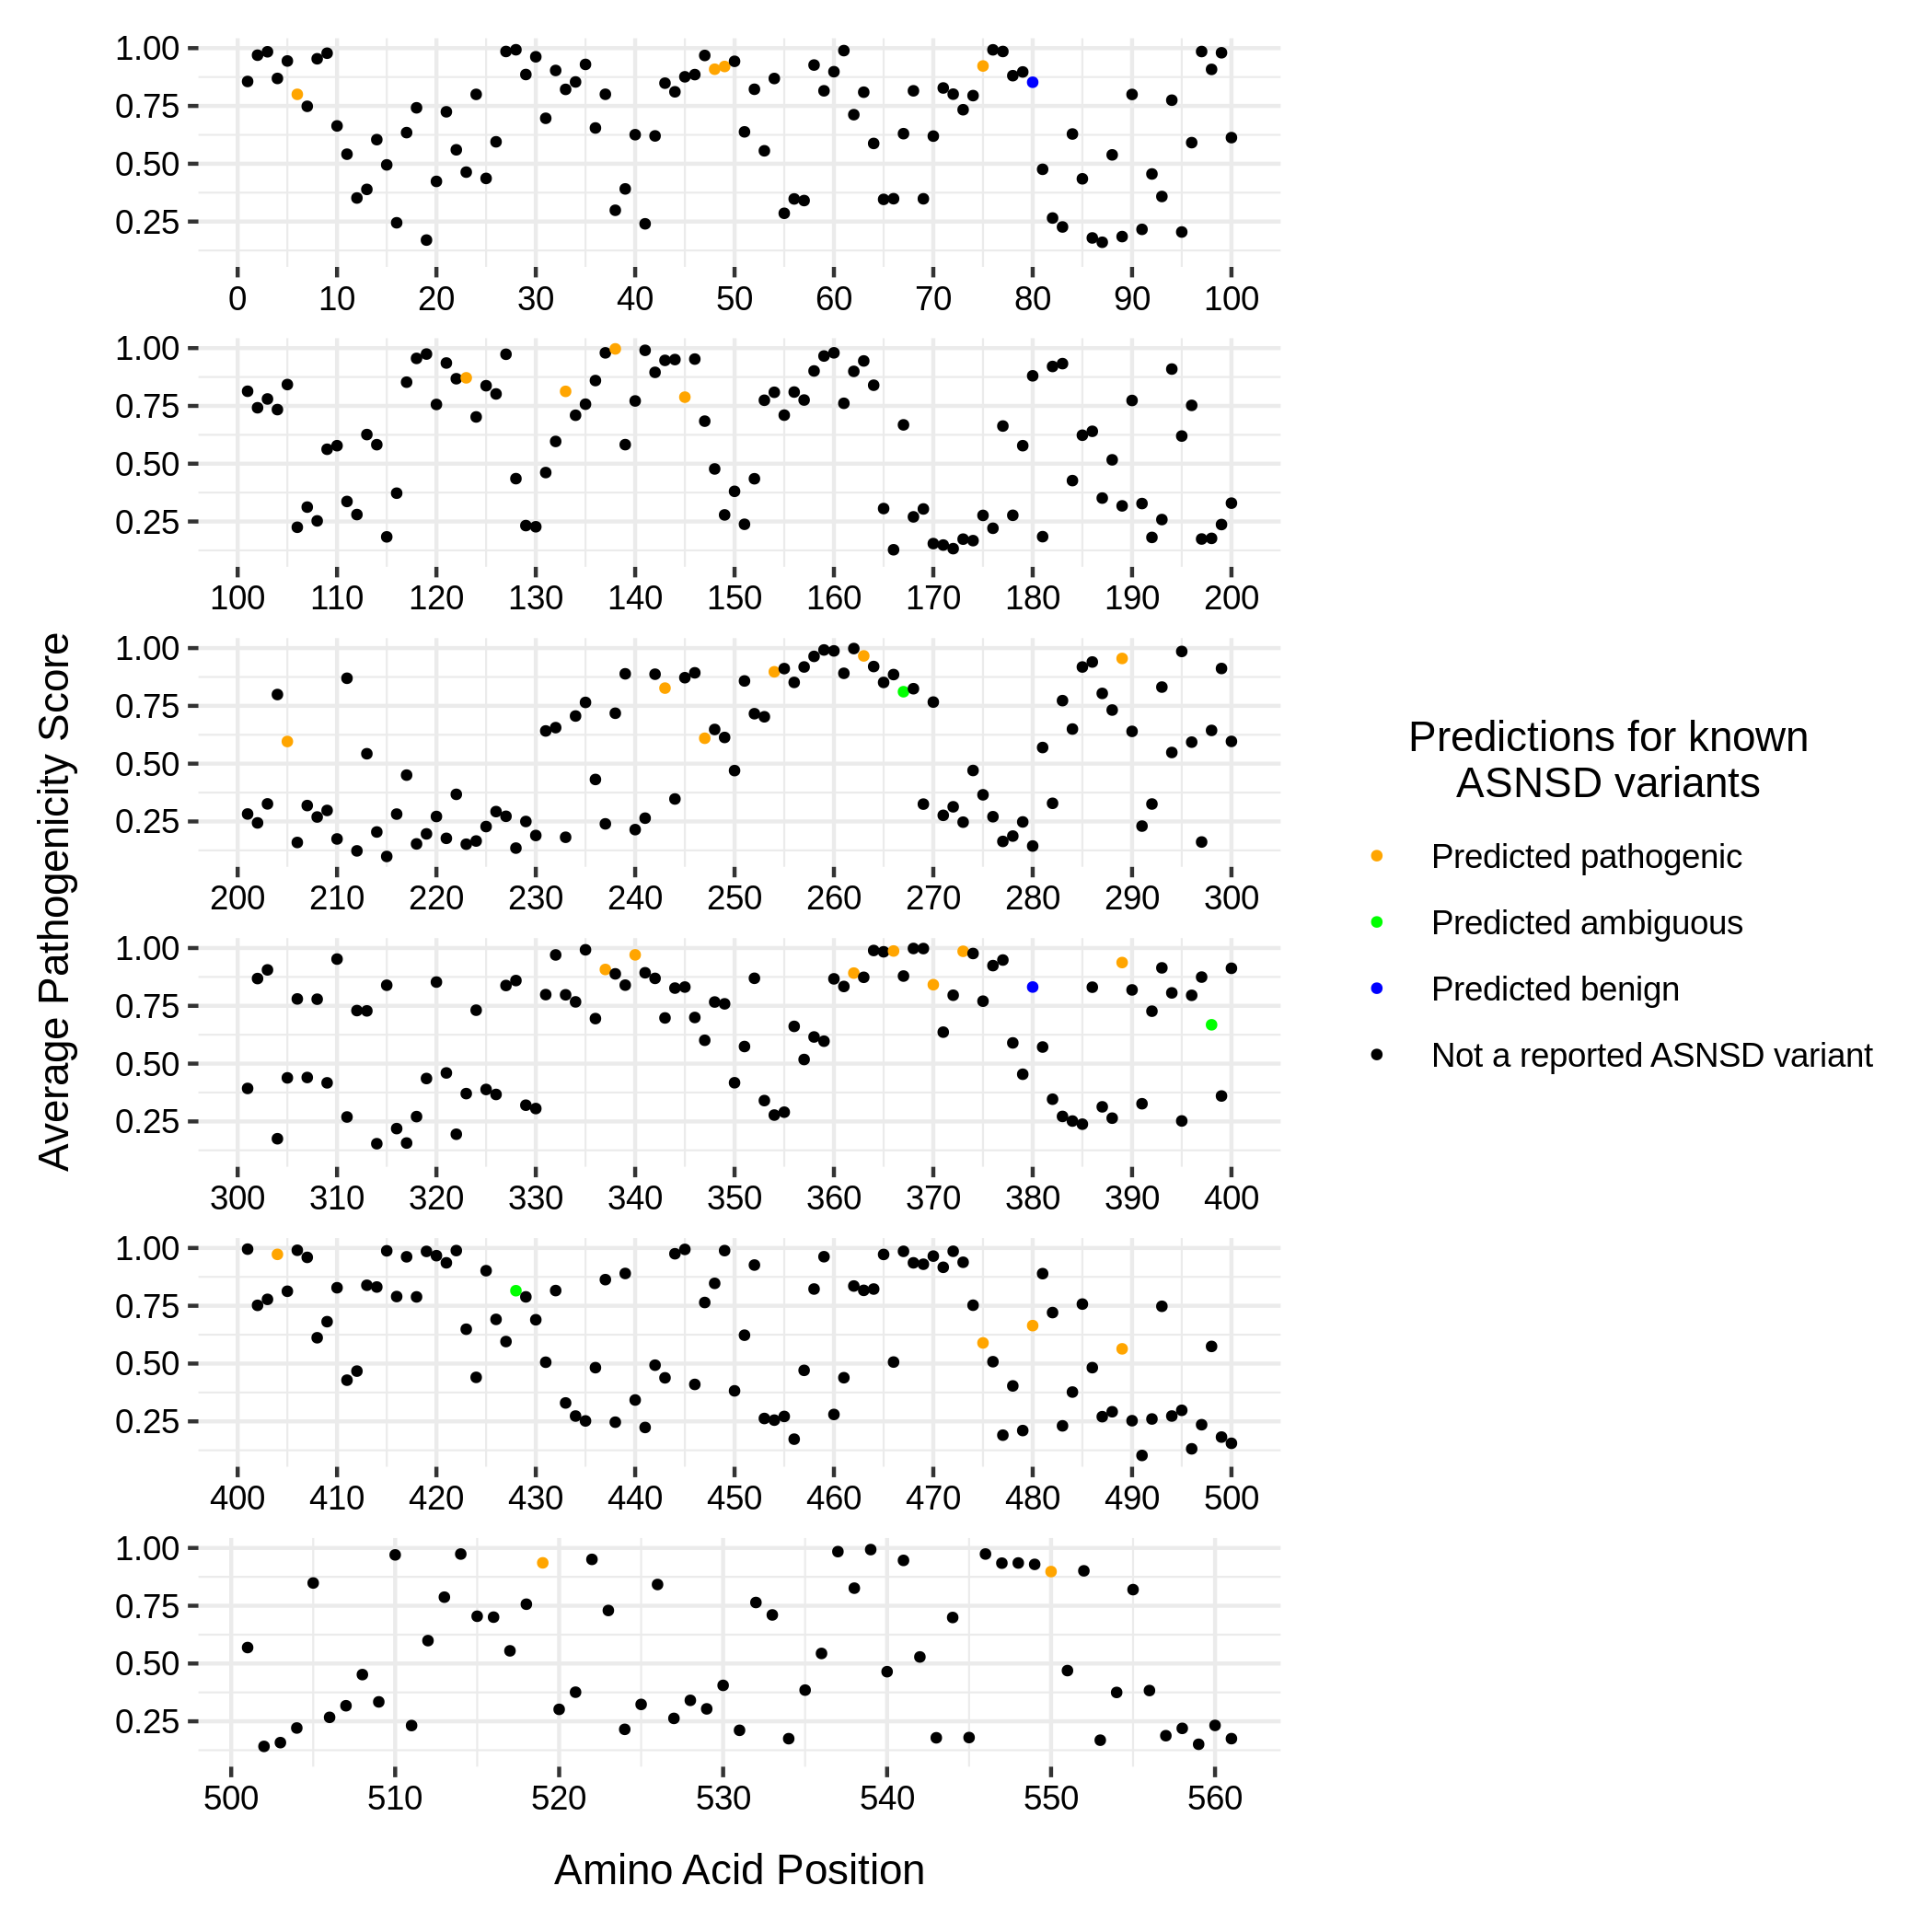 1.00
0.75
0.50
0.25
0 10 20 30 40 50 60 70 80 90 100
1.00
0.75
0.50
0.25
100 110 120 130 140 150 160 170 180 190 200
1.00
0.75
0.50
0.25
200 210 220 230 240 250 260 270 280 290 300
1.00
0.75
0.50
0.25
300 310 320 330 340 350 360 370 380 390 400
1.00
0.75
0.50
0.25
400 410 420 430 440 450 460 470 480 490 500
1.00
0.75
0.50
0.25
500 510 520 530 540 550 560
Average Pathogenicity Score
Amino Acid Position
Predictions for known
ASNSD variants
Predicted pathogenic
Predicted ambiguous
Predicted benign
Not a reported ASNSD variant